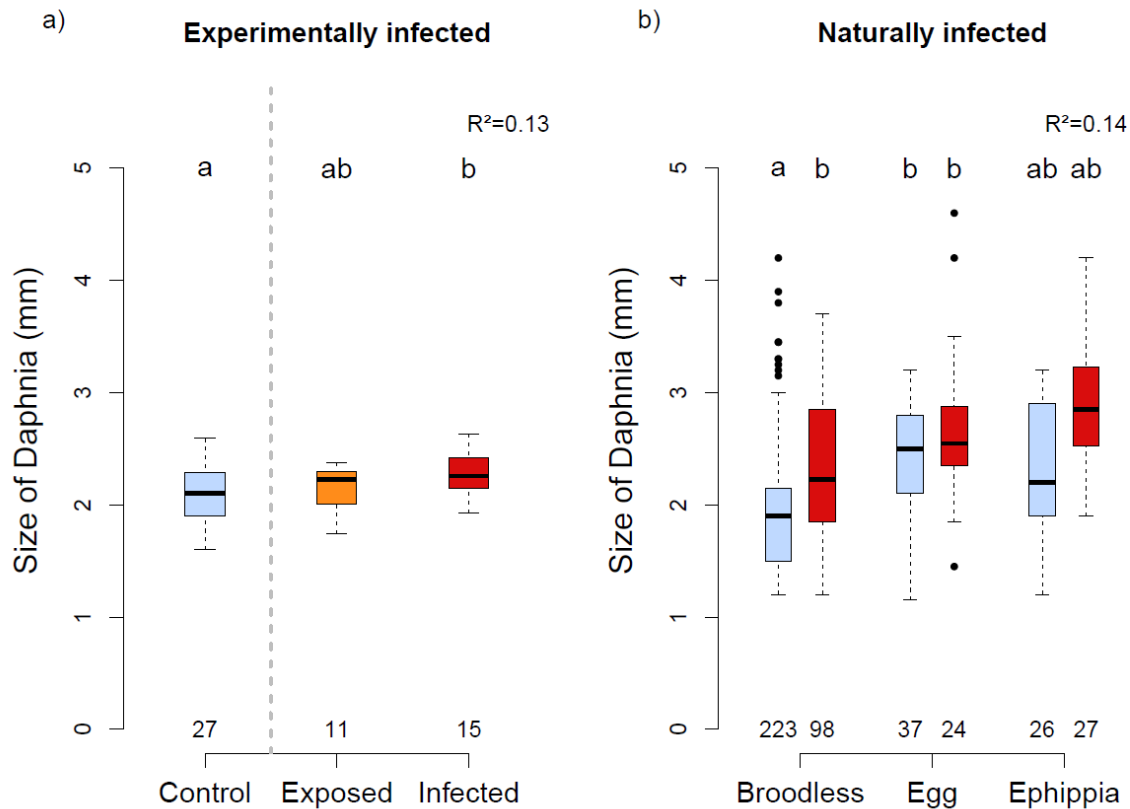 a)
Experimentally infected
R²=0.13
a ab b
5
4
3
2
1
0
Size of Daphnia (mm)
27 11 15
Control Exposed Infected
b)
Naturally infected
R²=0.14
a b b b ab ab
5
4
3
2
1
0
Size of Daphnia (mm)
223 98 37 24 26 27
Broodless Egg Ephippia